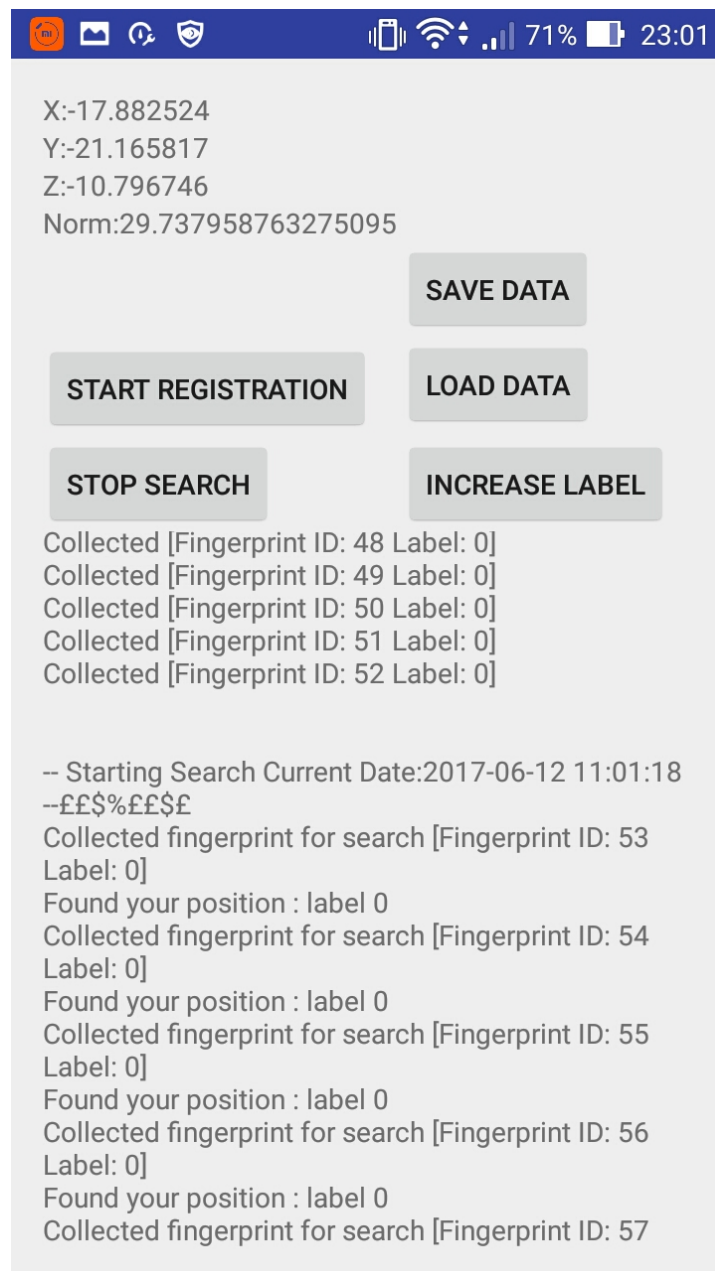 71% 23:01
X:-17.882524
Y:-21.165817
Z:-10.796746
Norm:29.737958763275095
SAVE DATA
START REGISTRATION
LOAD DATA
STOP SEARCH
INCREASE LABEL
Collected [Fingerprint ID: 48 Label: 0]
Collected [Fingerprint ID: 49 Label: 0]
Collected [Fingerprint ID: 50 Label: 0]
Collected [Fingerprint ID: 51 Label: 0]
Collected [Fingerprint ID: 52 Label: 0]
-- Starting Search Current Date:2017-06-12 11:01:18
--££$%££$£
Collected fingerprint for search [Fingerprint ID: 53
Label: 0]
Found your position : label 0
Collected fingerprint for search [Fingerprint ID: 54
Label: 0]
Found your position : label 0
Collected fingerprint for search [Fingerprint ID: 55
Label: 0]
Found your position : label 0
Collected fingerprint for search [Fingerprint ID: 56
Label: 0]
Found your position : label 0
Collected fingerprint for search [Fingerprint ID: 57